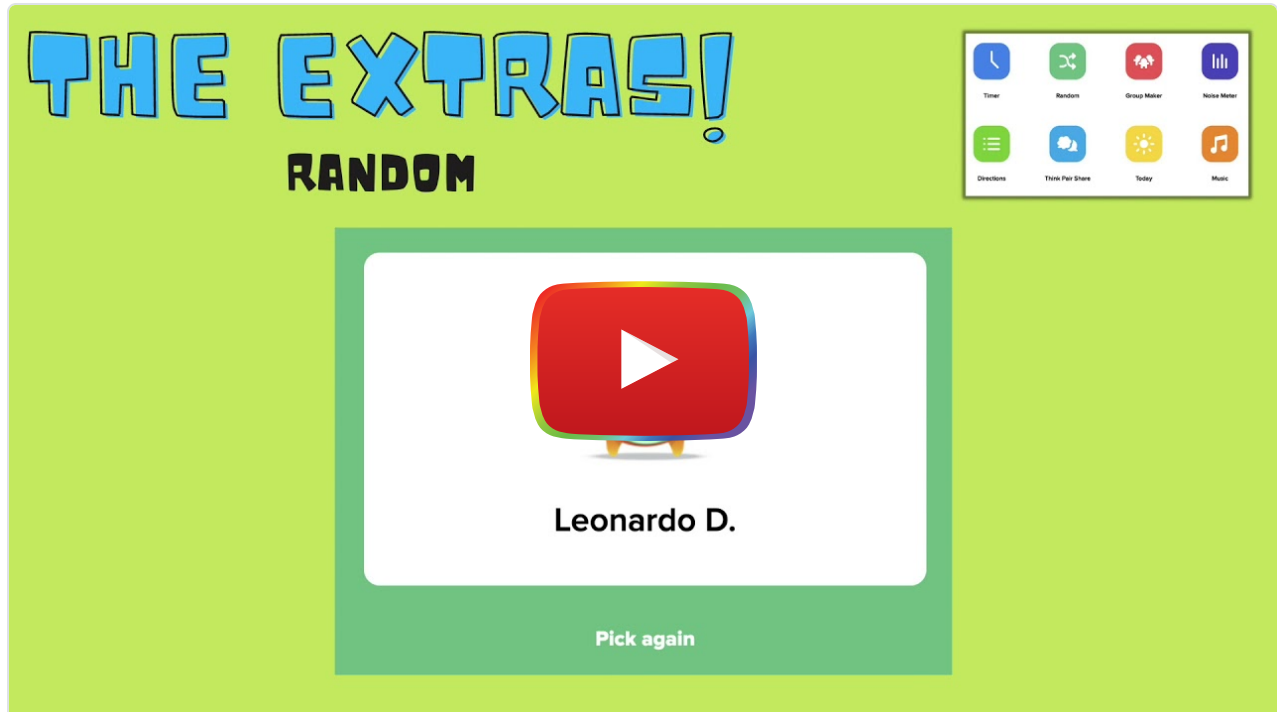 THE EXTRAS!
RANDOM
Timer
Random
Group Maker
Noise Meter
Directions
Think Pair Share
Today
Music
Leonardo D.
Pick again